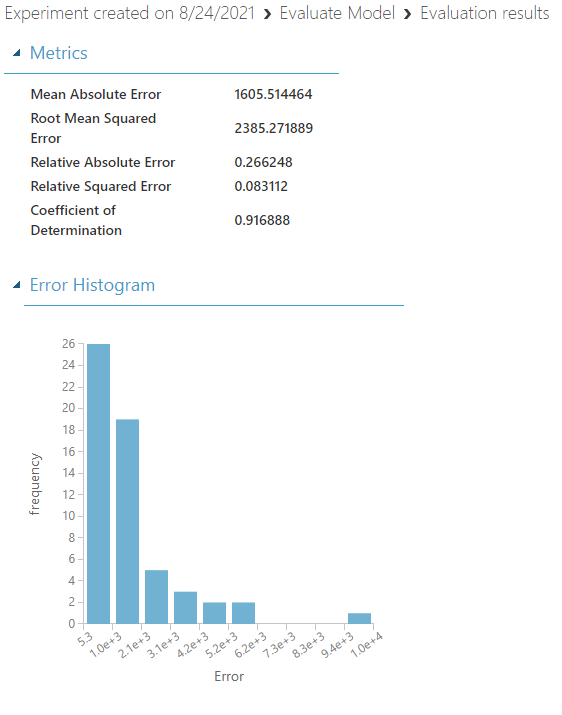 Experiment created on 8/24/2021 ❯ Evaluate Model ❯ Evaluation results
Metrics
Mean Absolute Error 1605.514464
Root Mean Squared
Error 2385.271889
Relative Absolute Error 0.266248
Relative Squared Error 0.083112
Coefficient of
Determination 0.916888
Error Histogram
26
24
22
20
18
16
14
12
10
8
6
4
2
0
frequency
5.3 1.0e+3 2.1e+3 3.1e+3 4.2e+3 5.2e+3 6.2e+3 7.3e+3 8.3e+3 9.4e+3 1.0e+4
Error